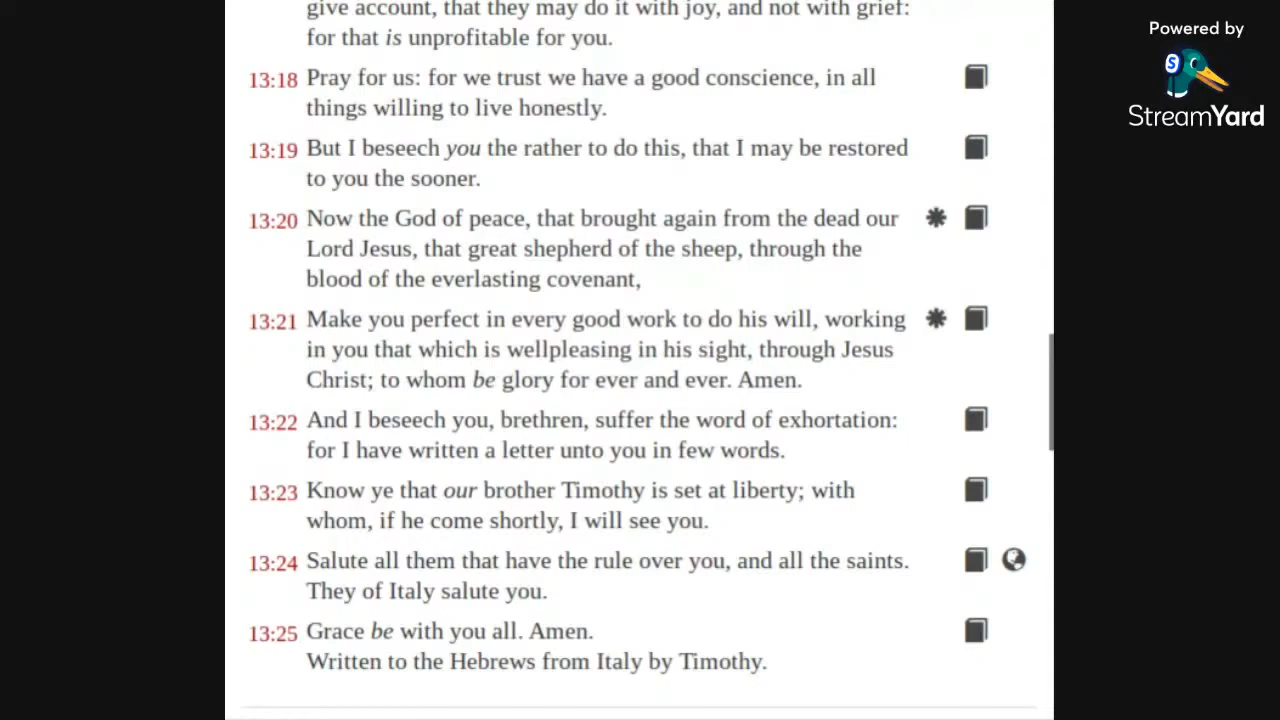 give account, that they may do it with joy, and not with grief:
for that is unprofitable for you.
13:18 Pray for us: for we trust we have a good conscience, in all
things willing to live honestly.
13:19 But I beseech you the rather to do this, that I may be restored
to you the sooner.
13:20 Now the God of peace, that brought again from the dead our
Lord Jesus, that great shepherd of the sheep, through the
blood of the everlasting covenant,
13:21 Make you perfect in every good work to do his will, working
in you that which is wellpleasing in his sight, through Jesus
Christ; to whom be glory for ever and ever. Amen.
13:22 And I beseech you, brethren, suffer the word of exhortation:
for I have written a letter unto you in few words.
13:23 Know ye that our brother Timothy is set at liberty; with
whom, if he come shortly, I will see you.
13:24 Salute all them that have the rule over you, and all the saints.
They of Italy salute you.
13:25 Grace be with you all. Amen.
Written to the Hebrews from Italy by Timothy.
Powered by
S
StreamYard